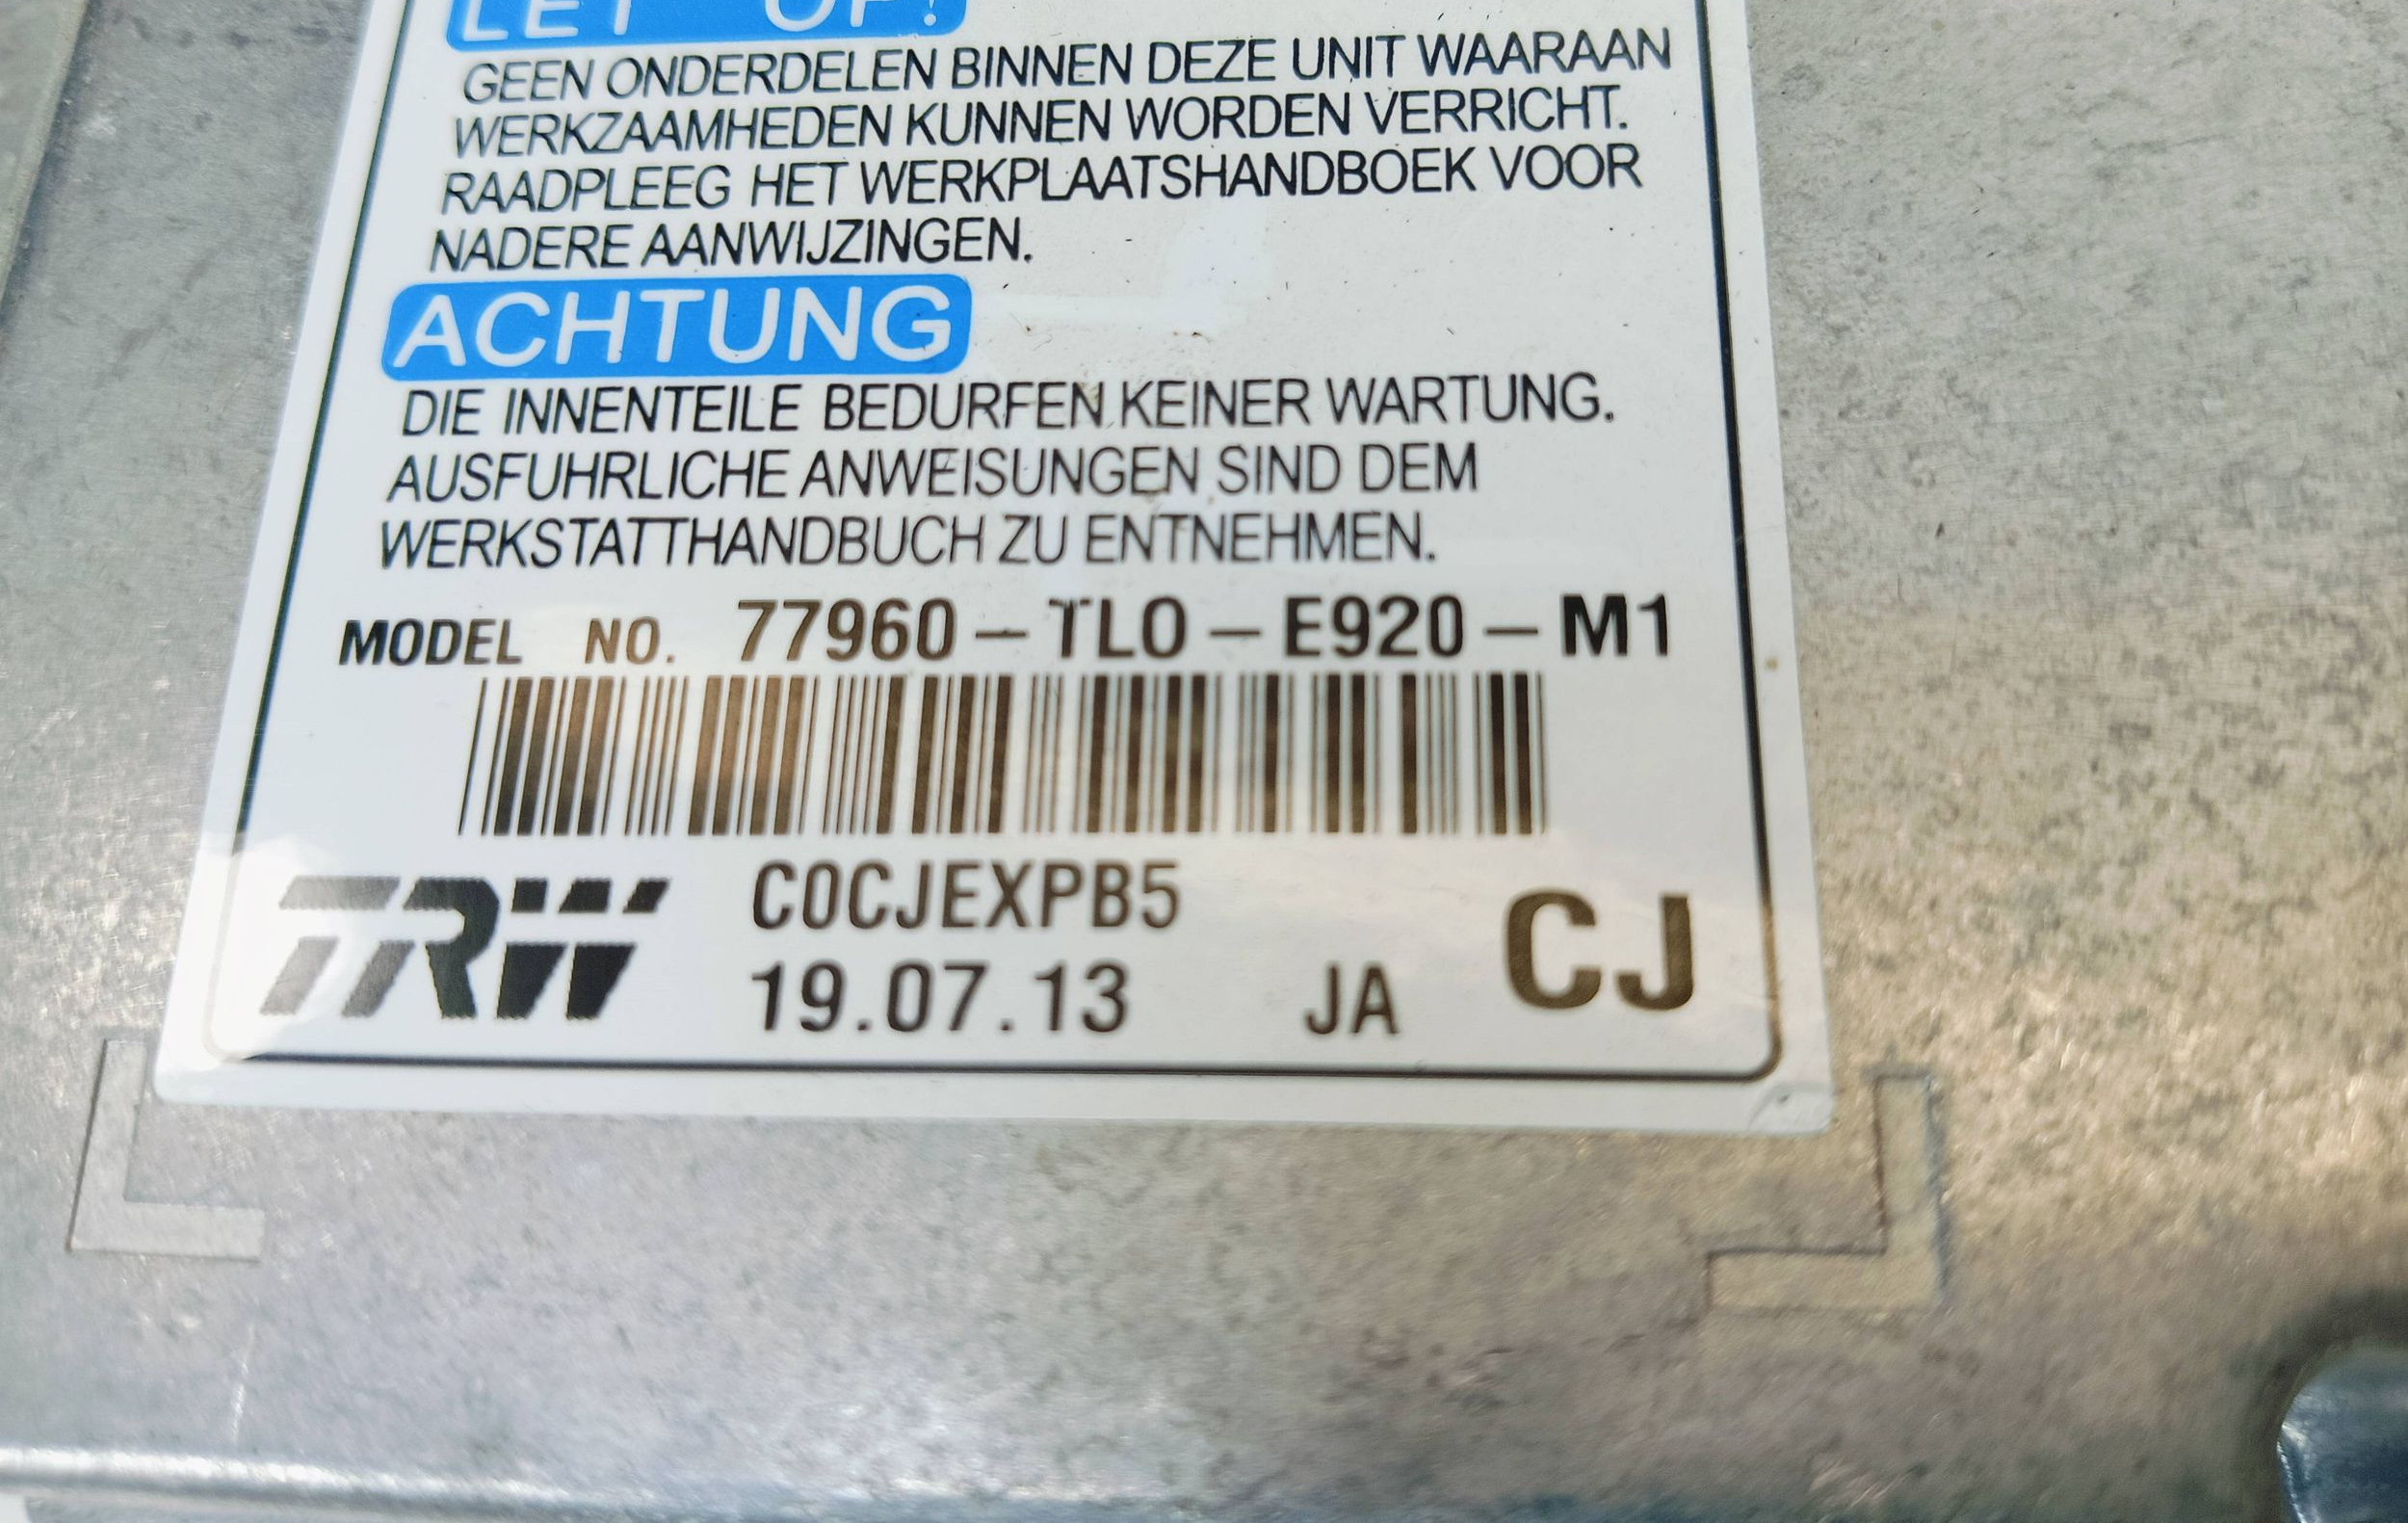 LET OP!
GEEN ONDERDELEN BINNEN DEZE UNIT WAARAAN
WERKZAAMHEDEN KUNNEN WORDEN VERRICHT.
RAADPLEEG HET WERKPLAATSHANDBOEK VOOR
NADERE AANWIJZINGEN.
ACHTUNG
DIE INNENTEILE BEDURFEN KEINER WARTUNG.
AUSFUHRLICHE ANWEISUNGEN SIND DEM
WERKSTATTHANDBUCH ZU ENTNEHMEN.
MODEL NO. 77960-TL0-E920-M1
TRW C0CJEXPB5 CJ
19.07.13 JA